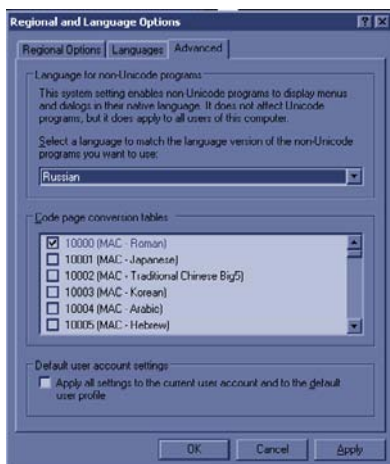 Regional and Language Options
Regional Options
Languages
Advanced
Language for non-Unicode programs
This system setting enables non-Unicode programs to display menus
and dialogs in their native language. It does not affect Unicode
programs, but it does apply to all users of this computer.
Select a language to match the language version of the non-Unicode
programs you want to use:
Russian
Code page conversion tables
10000 (MAC - Roman)
10001 (MAC - Japanese)
10002 (MAC - Traditional Chinese Big5)
10003 (MAC - Korean)
10004 (MAC - Arabic)
10005 (MAC - Hebrew)
Default user account settings
Apply all settings to the current user account and to the default
user profile
OK
Cancel
Apply